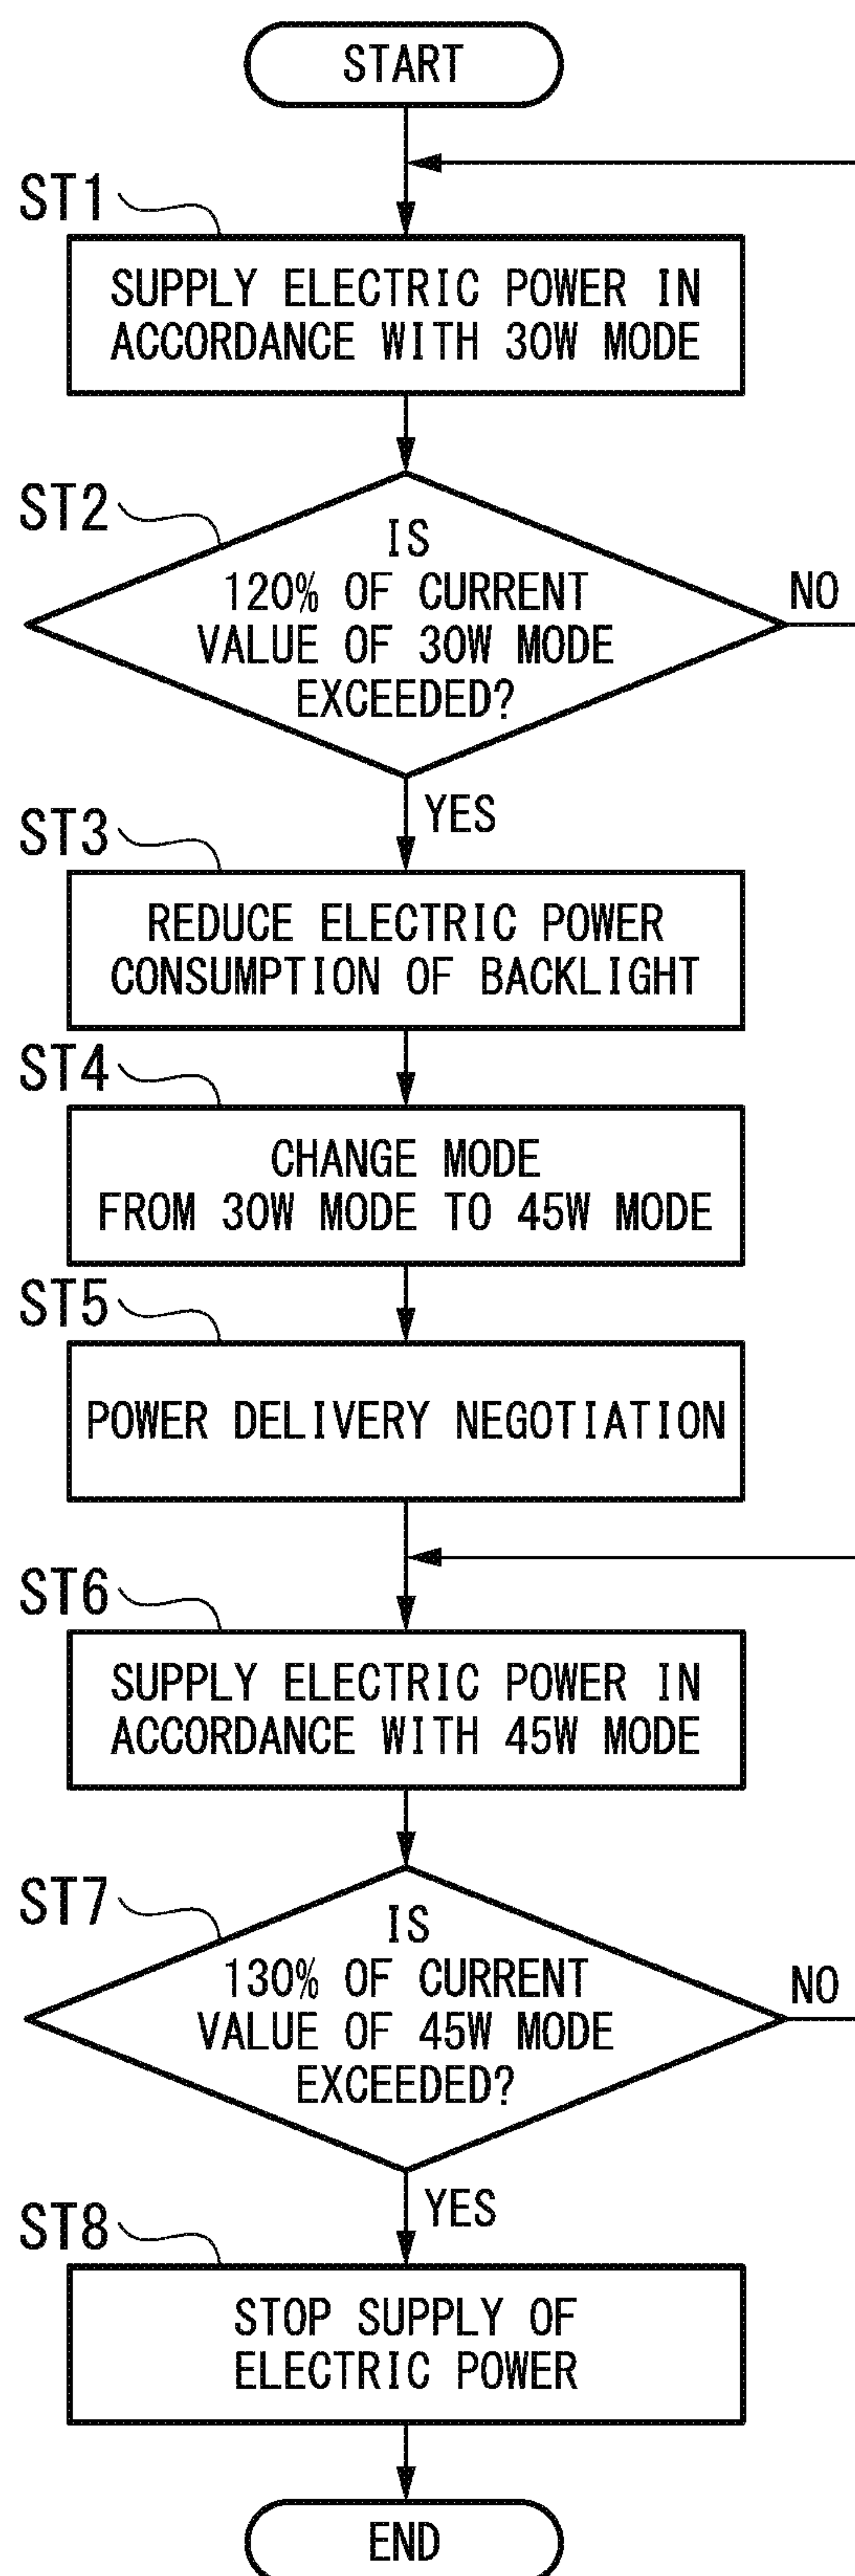 START
ST1
SUPPLY ELECTRIC POWER IN
ACCORDANCE WITH 30W MODE
ST2
IS
120% OF CURRENT
VALUE OF 30W MODE
EXCEEDED?
NO
YES
ST3
REDUCE ELECTRIC POWER
CONSUMPTION OF BACKLIGHT
ST4
CHANGE MODE
FROM 30W MODE TO 45W MODE
ST5
POWER DELIVERY NEGOTIATION
ST6
SUPPLY ELECTRIC POWER IN
ACCORDANCE WITH 45W MODE
ST7
IS
130% OF CURRENT
VALUE OF 45W MODE
EXCEEDED?
NO
YES
ST8
STOP SUPPLY OF
ELECTRIC POWER
END